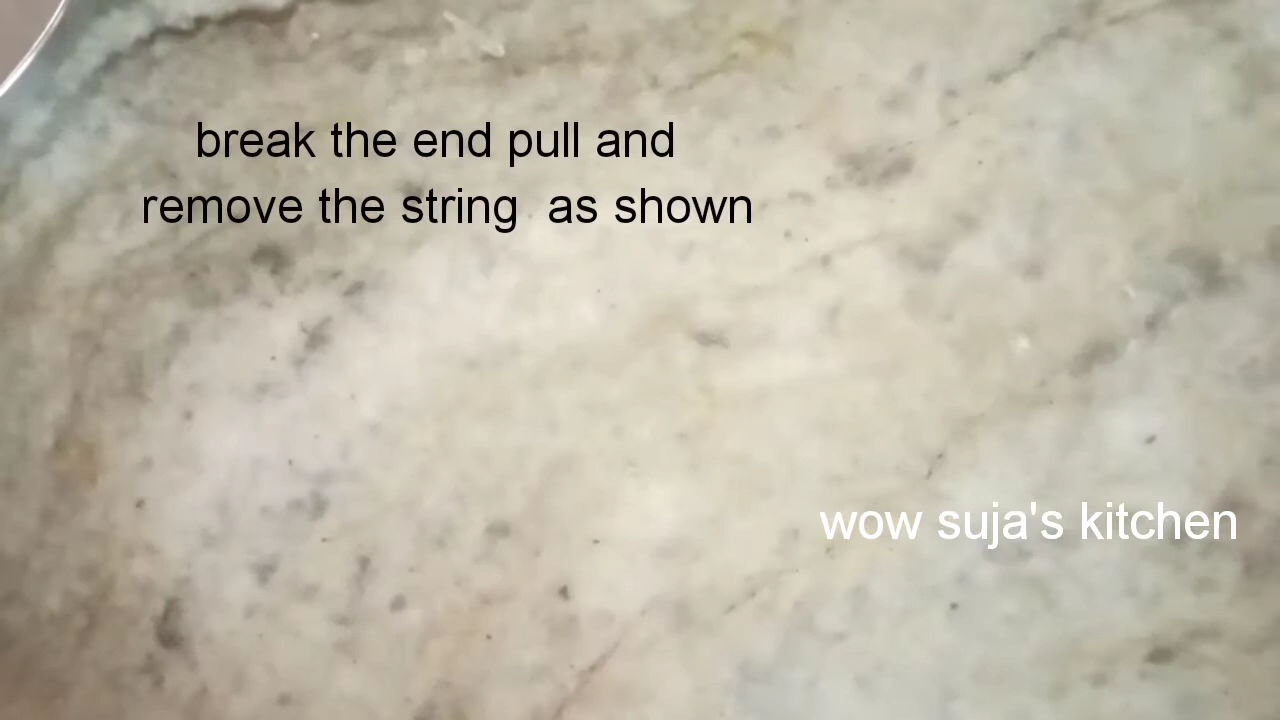 break the end pull and
remove the string  as shown
wow suja's kitchen